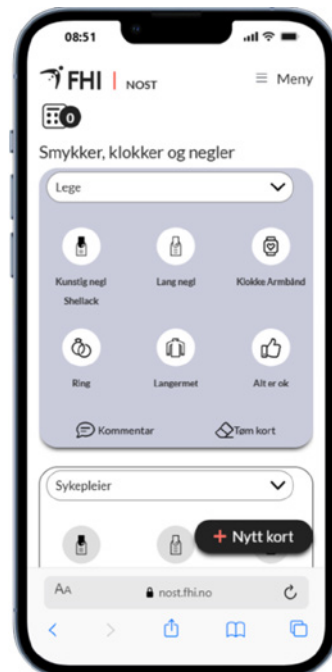 08:51
FHI | NOST
Meny
0
Smykker, klokker og negler
Lege
Kunstig negl
Shellack
Lang negl
Klokke Armbånd
Ring
Langermet
Alt er ok
Kommentar
Tøm kort
Sykepleier
+ Nytt kort
AA
nost.fhi.no